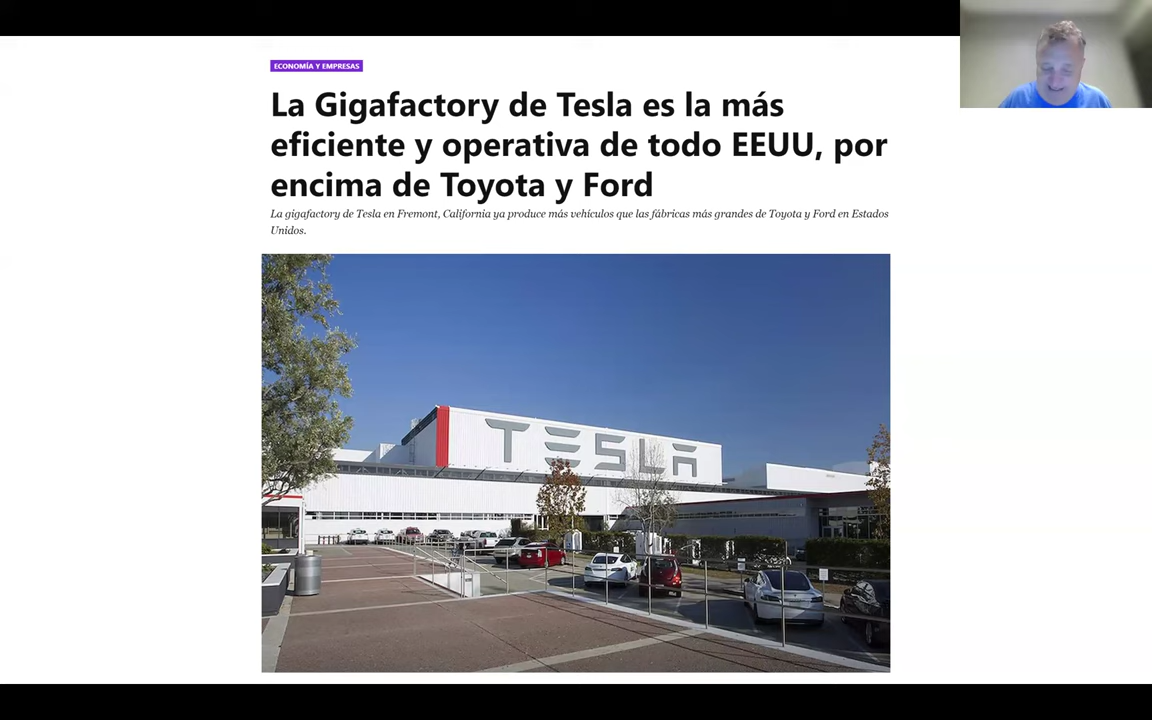 ECONOMÍA Y EMPRESAS
La Gigafactory de Tesla es la más
eficiente y operativa de todo EEUU, por
encima de Toyota y Ford
La gigafactory de Tesla en Fremont, California ya produce más vehículos que las fábricas más grandes de Toyota y Ford en Estados
Unidos.
TESLA